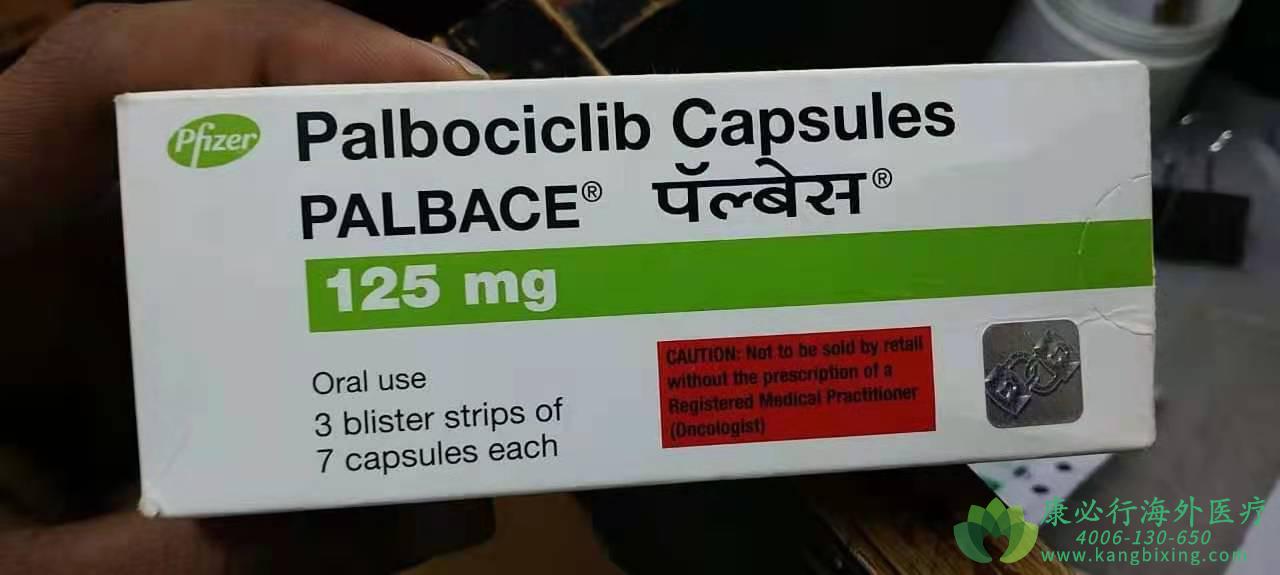 Pfizer
Palbociclib Capsules
PALBACE® पॅल्बेस®
125 mg
Oral use
3 blister strips of
7 capsules each
CAUTION: Not to be sold by retail
without the prescription of a
Registered Medical Practitioner
(Oncologist)
康必行海外医疗
4006-130-650
www.kangbixing.com